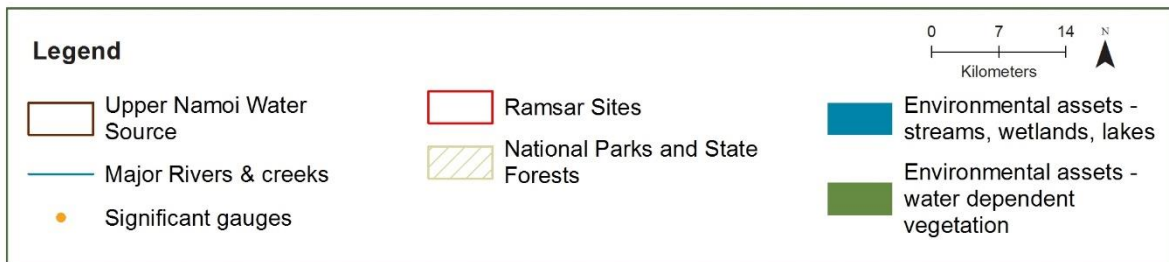 Legend
0 7 14
Kilometers
N
Upper Namoi Water
Source
Major Rivers & creeks
Significant gauges
Ramsar Sites
National Parks and State
Forests
Environmental assets -
streams, wetlands, lakes
Environmental assets -
water dependent
vegetation